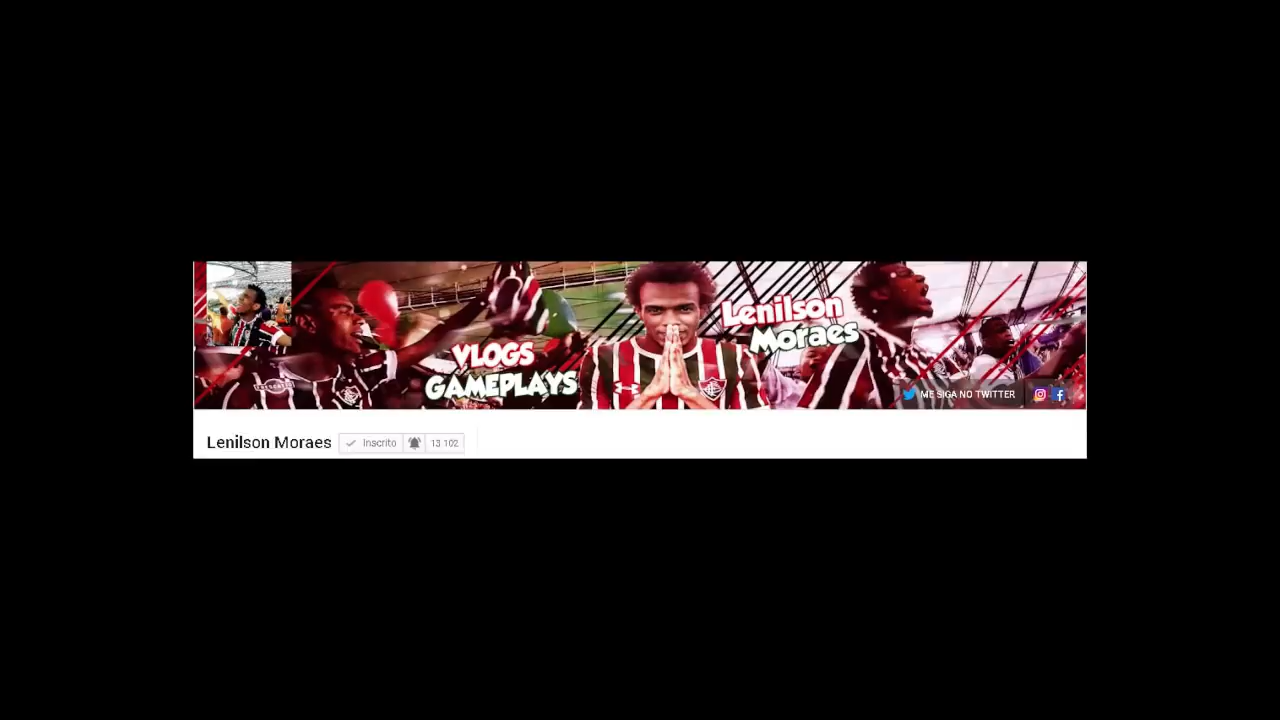 Lenilson
Moraes
VLOGS
GAMEPLAYS
ME SIGA NO TWITTER
Lenilson Moraes
Inscrito
13 102